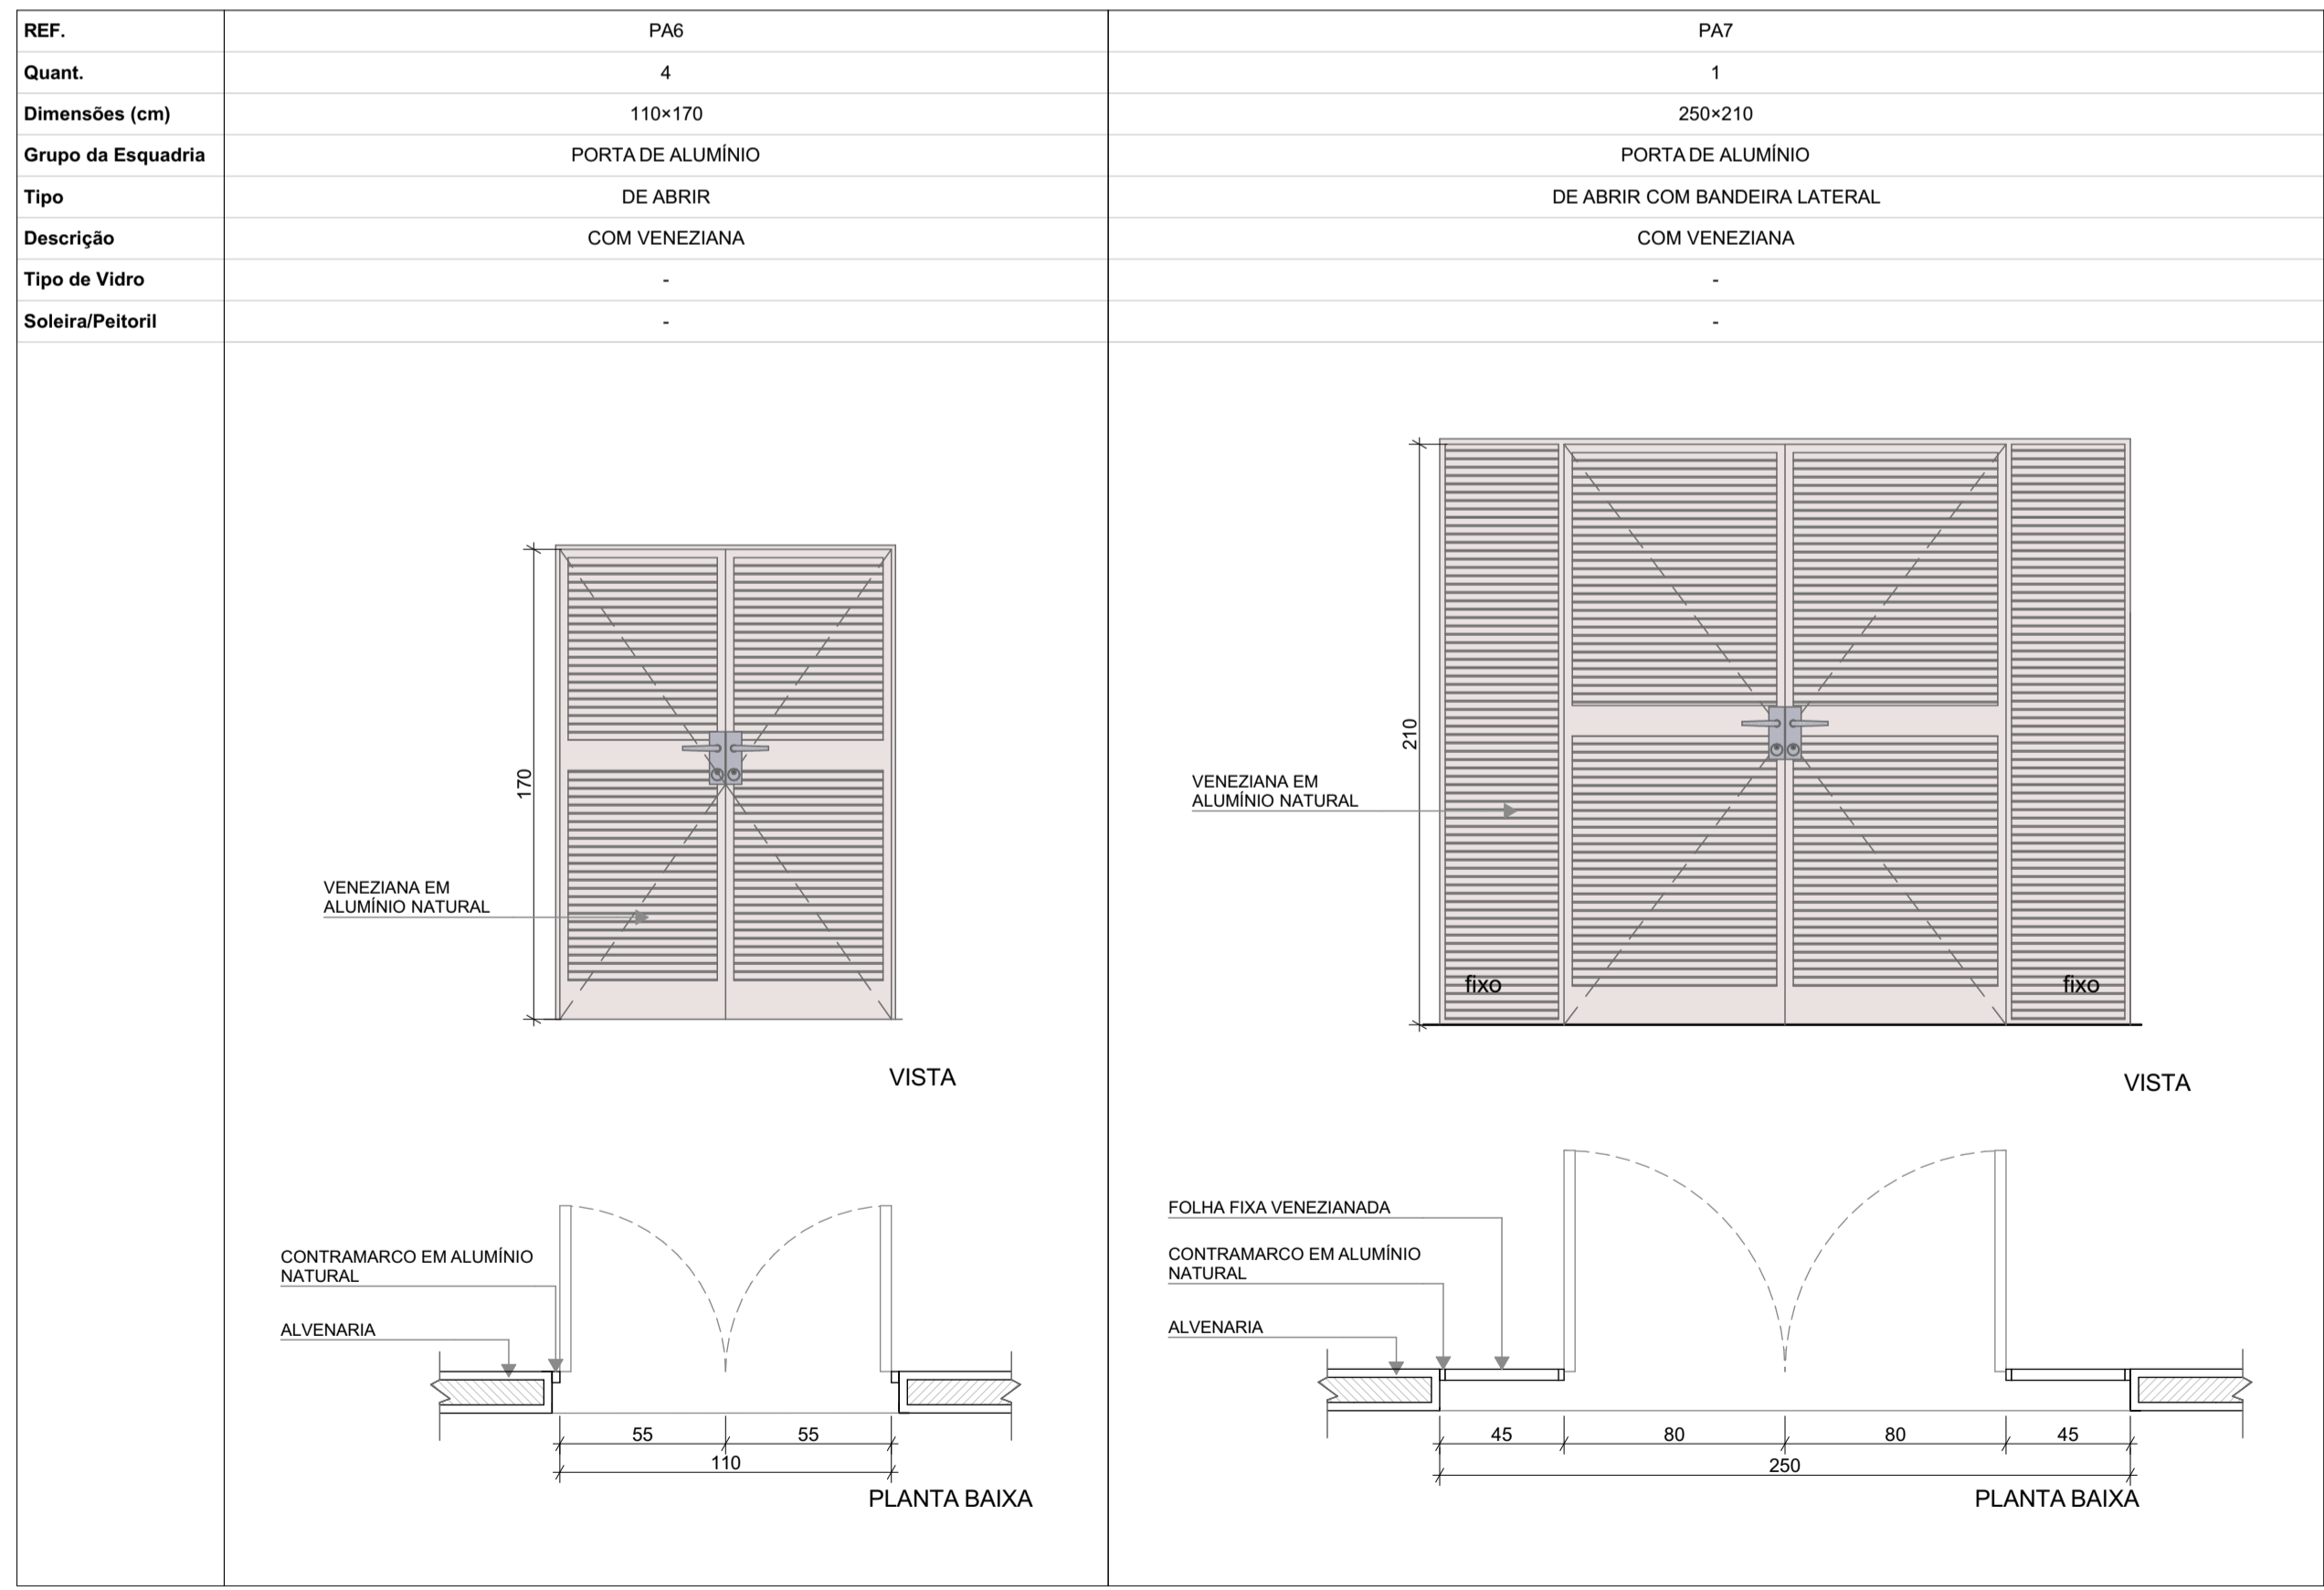 REF. PA6 PA7
Quant. 4 1
Dimensões (cm) 110×170 250×210
Grupo da Esquadria PORTA DE ALUMÍNIO PORTA DE ALUMÍNIO
Tipo DE ABRIR DE ABRIR COM BANDEIRA LATERAL
Descrição COM VENEZIANA COM VENEZIANA
Tipo de Vidro - -
Soleira/Peitoril - -
170
VENEZIANA EM
ALUMÍNIO NATURAL
VISTA
CONTRAMARCO EM ALUMÍNIO
NATURAL
ALVENARIA
55 55
110
PLANTA BAIXA
210
VENEZIANA EM
ALUMÍNIO NATURAL
fixo fixo
VISTA
FOLHA FIXA VENEZIANADA
CONTRAMARCO EM ALUMÍNIO
NATURAL
ALVENARIA
45 80 80 45
250
PLANTA BAIXA